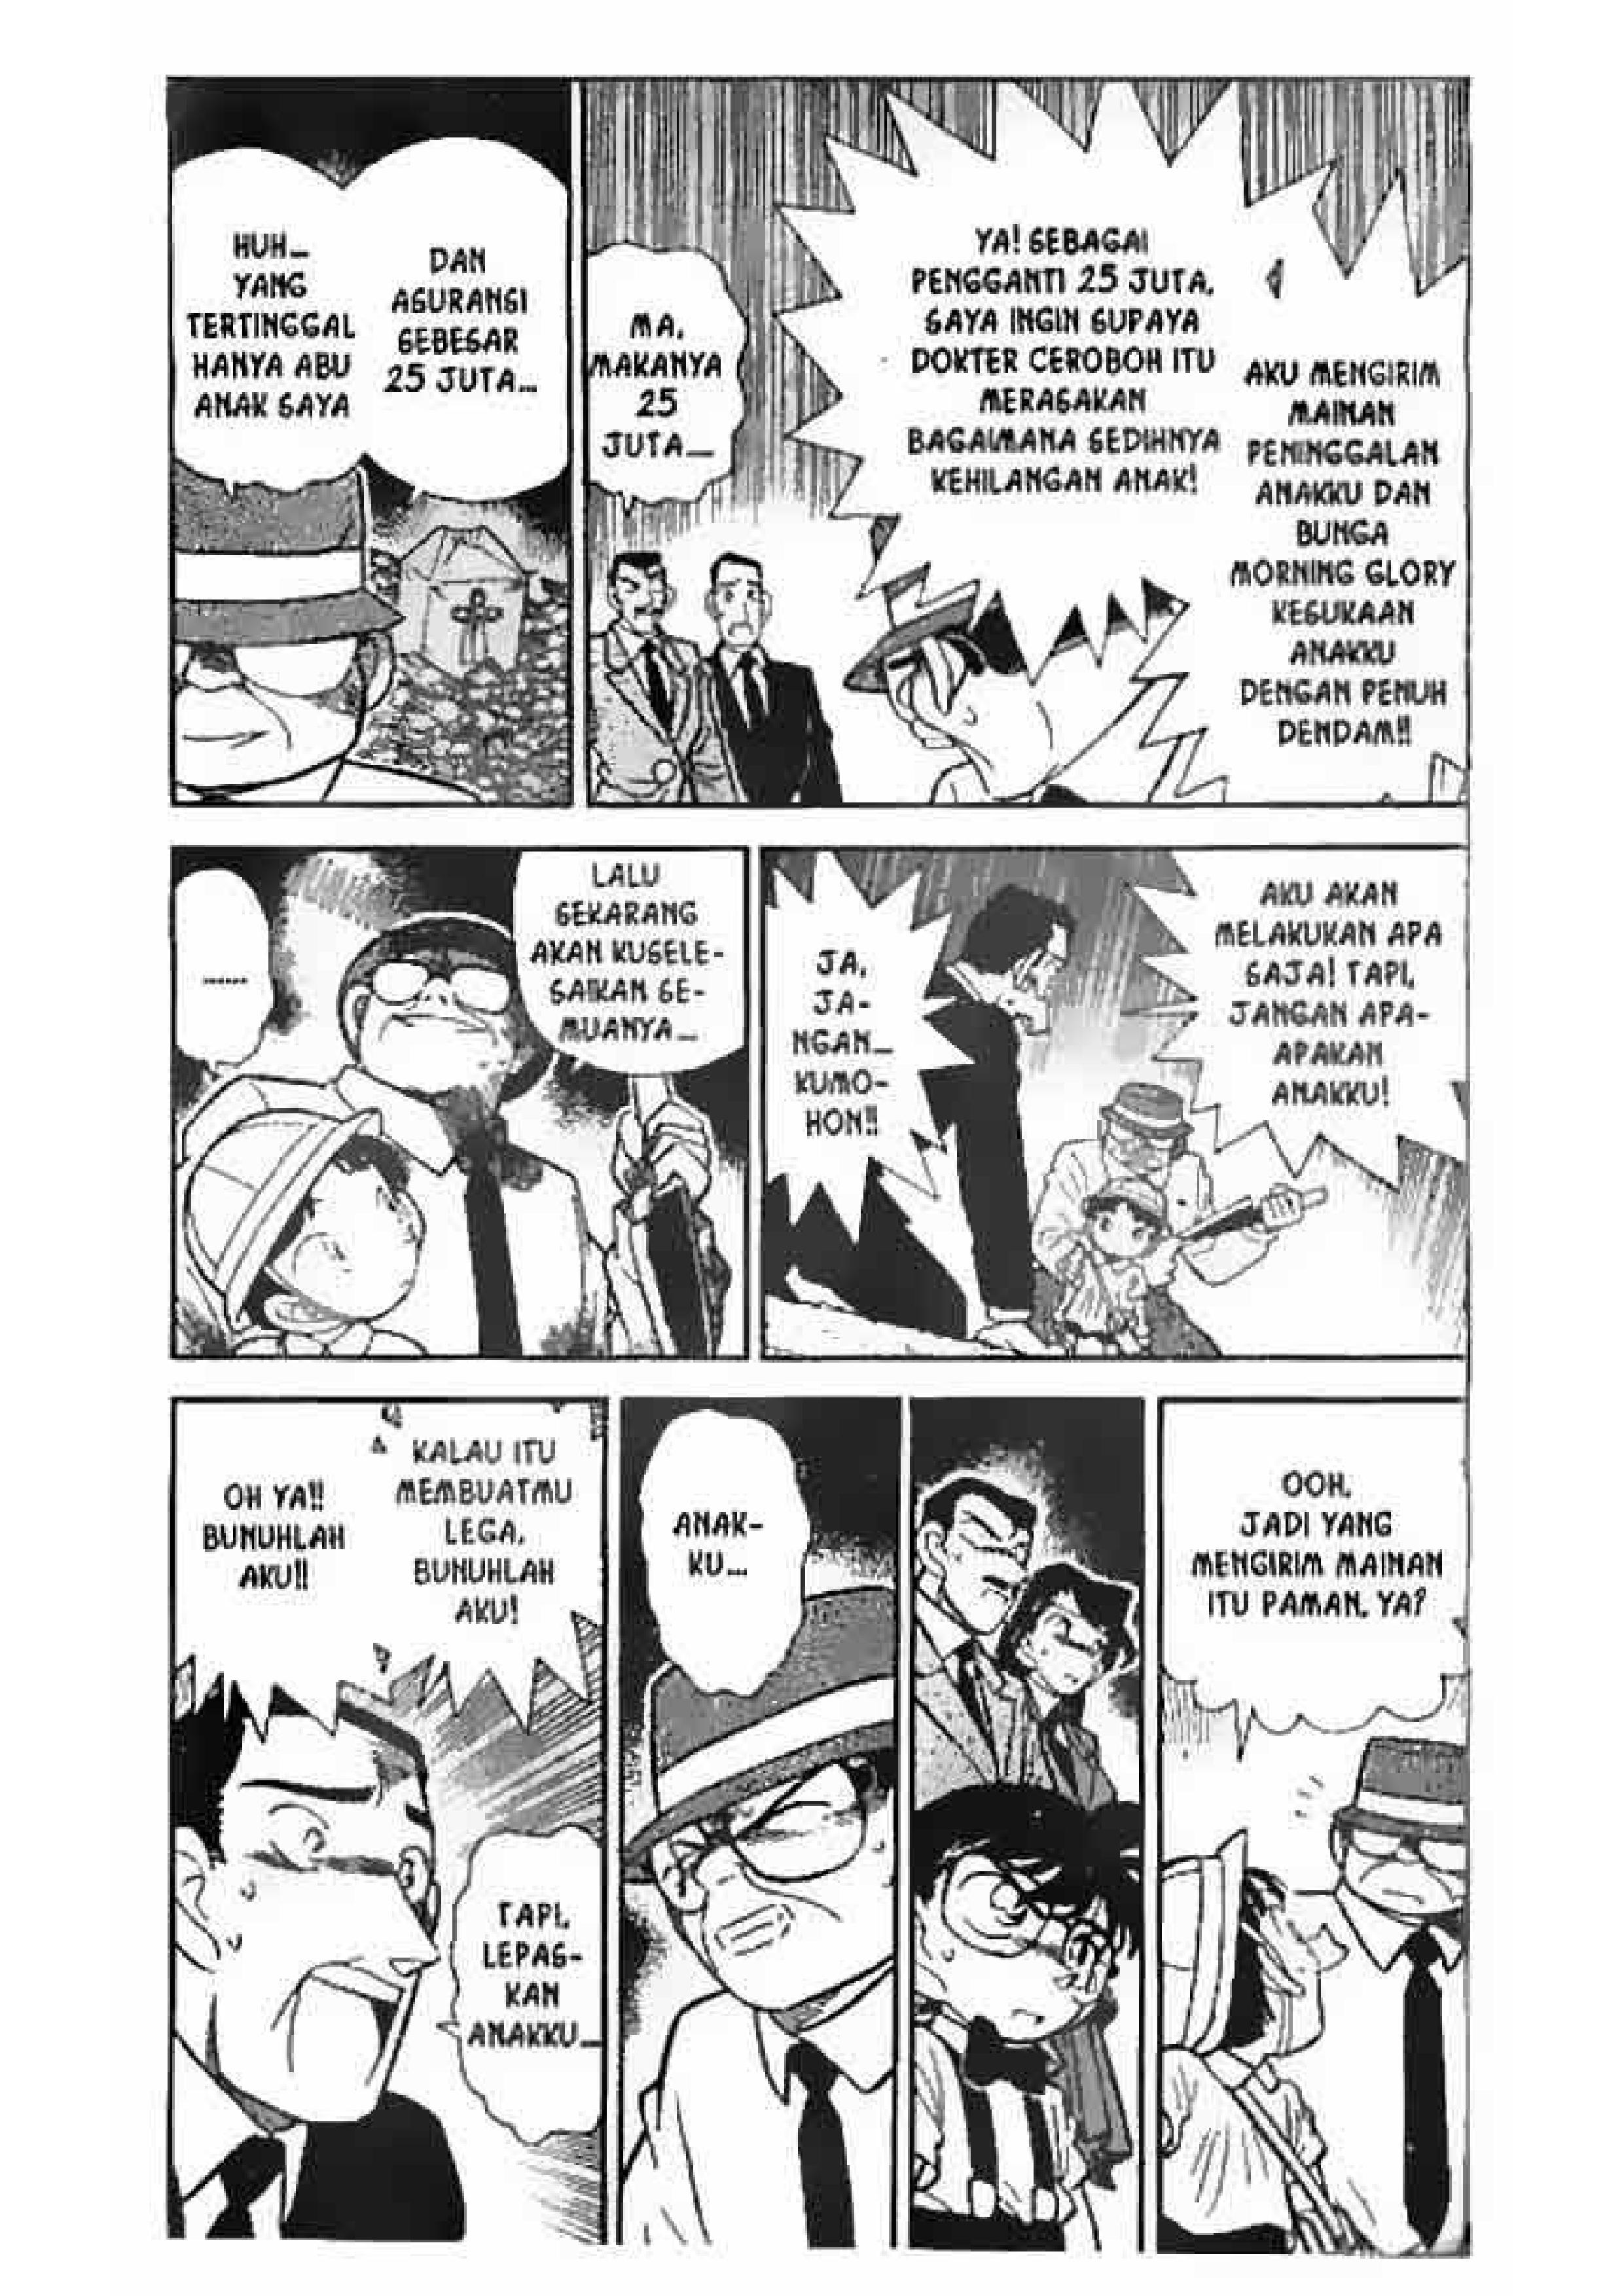 HUH...
YANG
TERTINGGAL
HANYA ABU
ANAK SAYA
DAN
ASURANSI
SEBESAR
25 JUTA...
MA,
MAKANYA
25
JUTA...
YA! SEBAGAI
PENGGANTI 25 JUTA,
SAYA INGIN SUPAYA
DOKTER CEROBOH ITU
MERASAKAN
BAGAIMANA SEDIHNYA
KEHILANGAN ANAK!
AKU MENGIRIM
MAINAN
PENINGGALAN
ANAKKU DAN
BUNGA
MORNING GLORY
KESUKAAN
ANAKKU
DENGAN PENUH
DENDAM!!
......
LALU
SEKARANG
AKAN KUSELE-
SAIKAN SE-
MUANYA...
JA,
JA-
NGAN...
KUMO-
HON!!
AKU AKAN
MELAKUKAN APA
SAJA! TAPI,
JANGAN APA-
APAKAN
ANAKKU!
OH YA!!
BUNUHLAH
AKU!!
KALAU ITU
MEMBUATMU
LEGA,
BUNUHLAH
AKU!
TAPI,
LEPAS-
KAN
ANAKKU...
ANAK-
KU...
OOH,
JADI YANG
MENGIRIM MAINAN
ITU PAMAN, YA?